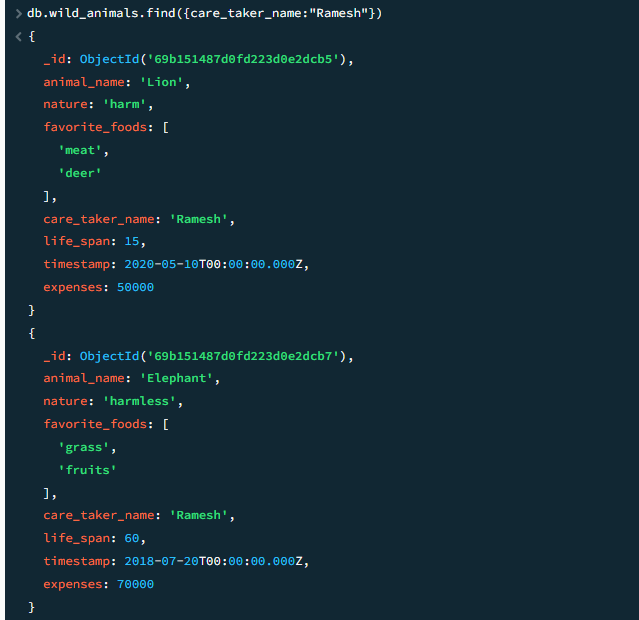 > db.wild_animals.find({care_taker_name:"Ramesh"})
< {
_id: ObjectId('69b151487d0fd223d0e2dcb5'),
animal_name: 'Lion',
nature: 'harm',
favorite_foods: [
'meat',
'deer'
],
care_taker_name: 'Ramesh',
life_span: 15,
timestamp: 2020-05-10T00:00:00.000Z,
expenses: 50000
}
{
_id: ObjectId('69b151487d0fd223d0e2dcb7'),
animal_name: 'Elephant',
nature: 'harmless',
favorite_foods: [
'grass',
'fruits'
],
care_taker_name: 'Ramesh',
life_span: 60,
timestamp: 2018-07-20T00:00:00.000Z,
expenses: 70000
}